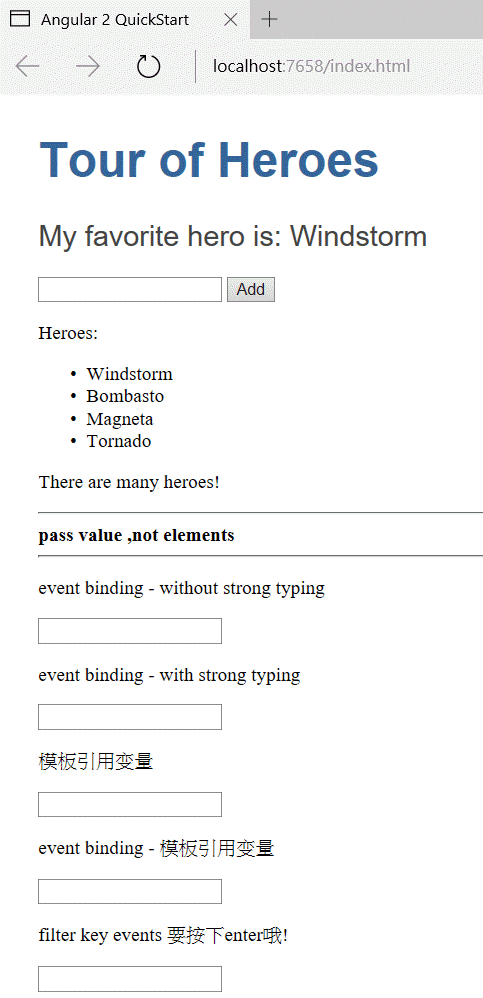 Angular 2 QuickStart
localhost:7658/index.html
Tour of Heroes
My favorite hero is: Windstorm
Add
Heroes:
• Windstorm
• Bombasto
• Magneta
• Tornado
There are many heroes!
pass value ,not elements
event binding - without strong typing
event binding - with strong typing
模板引用变量
event binding - 模板引用变量
filter key events 要按下enter哦!